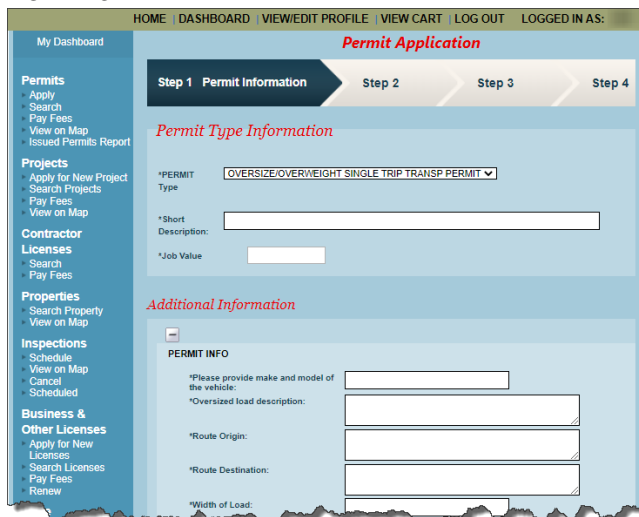 HOME | DASHBOARD | VIEW/EDIT PROFILE | VIEW CART | LOG OUT LOGGED IN AS:
My Dashboard
Permits
Apply
Search
Pay Fees
View on Map
Issued Permits Report
Projects
Apply for New Project
Search Projects
Pay Fees
View on Map
Contractor
Licenses
Search
Pay Fees
Properties
Search Property
View on Map
Inspections
Schedule
View on Map
Cancel
Scheduled
Business &
Other Licenses
Apply for New
Licenses
Search Licenses
Pay Fees
Renew
Permit Application
Step 1 Permit Information
Step 2
Step 3
Step 4
Permit Type Information
*PERMIT
Type
OVERSIZE/OVERWEIGHT SINGLE TRIP TRANSP PERMIT
*Short
Description:
*Job Value
Additional Information
PERMIT INFO
*Please provide make and model of
the vehicle:
*Oversized load description:
*Route Origin:
*Route Destination:
*Width of Load: